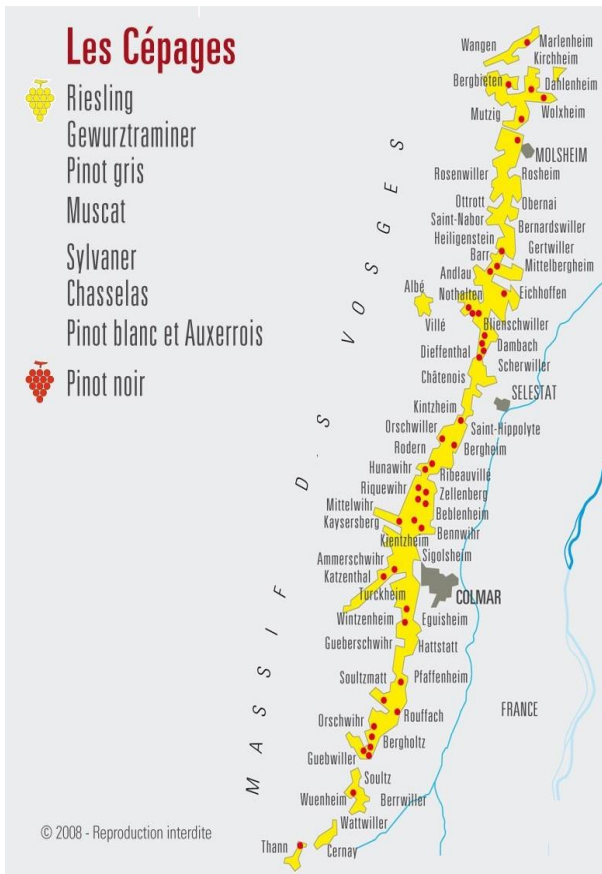 Les Cépages
Riesling
Gewurztraminer
Pinot gris
Muscat
Sylvaner
Chasselas
Pinot blanc et Auxerrois
Pinot noir
Wangen
Marlenheim
Kirchheim
Bergbieten
Dahlenheim
Wolxheim
Mutzig
MOLSHEIM
Rosenwiller
Rosheim
Ottrott
Obernai
Saint-Nabor
Bernardswiller
Heiligenstein
Gertwiller
Barr
Mittelbergheim
Andlau
Albé
Nothalten
Eichhoffen
Villé
Blienschwiller
Dambach
Dieffenthal
Scherwiller
Châtenois
SELESTAT
Kintzheim
Orschwiller
Saint-Hippolyte
Rodern
Bergheim
Hunawihr
Ribeauvillé
Riquewihr
Zellenberg
Mittelwihr
Beblenheim
Kaysersberg
Bennwihr
Kientzheim
Sigolsheim
Ammerschwihr
Katzenthal
Turckheim
COLMAR
Wintzenheim
Eguisheim
Gueberschwihr
Hattstatt
Soultzmatt
Pfaffenheim
FRANCE
Orschwihr
Rouffach
Bergholtz
Guebwiller
Soultz
Wuenheim
Berrwiller
Wattwiller
Thann
Cernay
MASSIF D.S VOSGES
© 2008 - Reproduction interdite